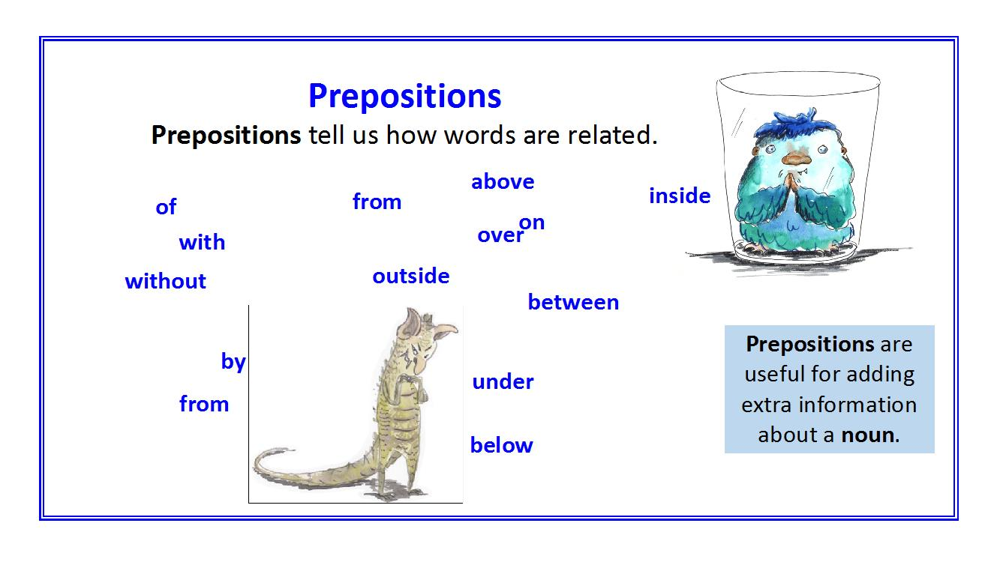 Prepositions
Prepositions tell us how words are related.
above
inside
from
of
on
over
with
outside
without
between
by
under
from
below
Prepositions are
useful for adding
extra information
about a noun.